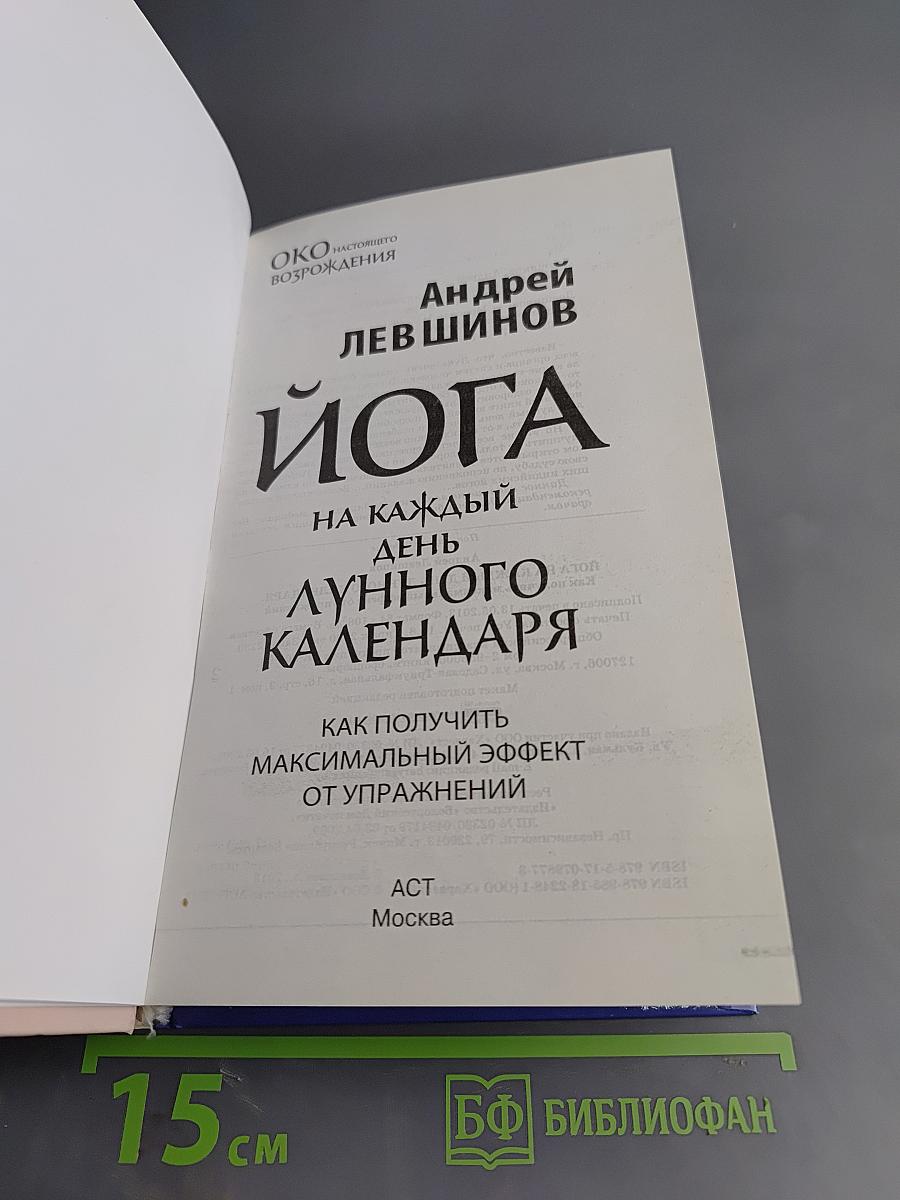 ОКО НАСТОЯЩЕГО
ВОЗРОЖДЕНИЯ
Андрей
ЛЕВШИНОВ
ЙОГА
НА КАЖДЫЙ
ДЕНЬ
ЛУННОГО
КАЛЕНДАРЯ
КАК ПОЛУЧИТЬ
МАКСИМАЛЬНЫЙ ЭФФЕКТ
ОТ УПРАЖНЕНИЙ
АСТ
Москва
15 см
БФ БИБЛИОФАН